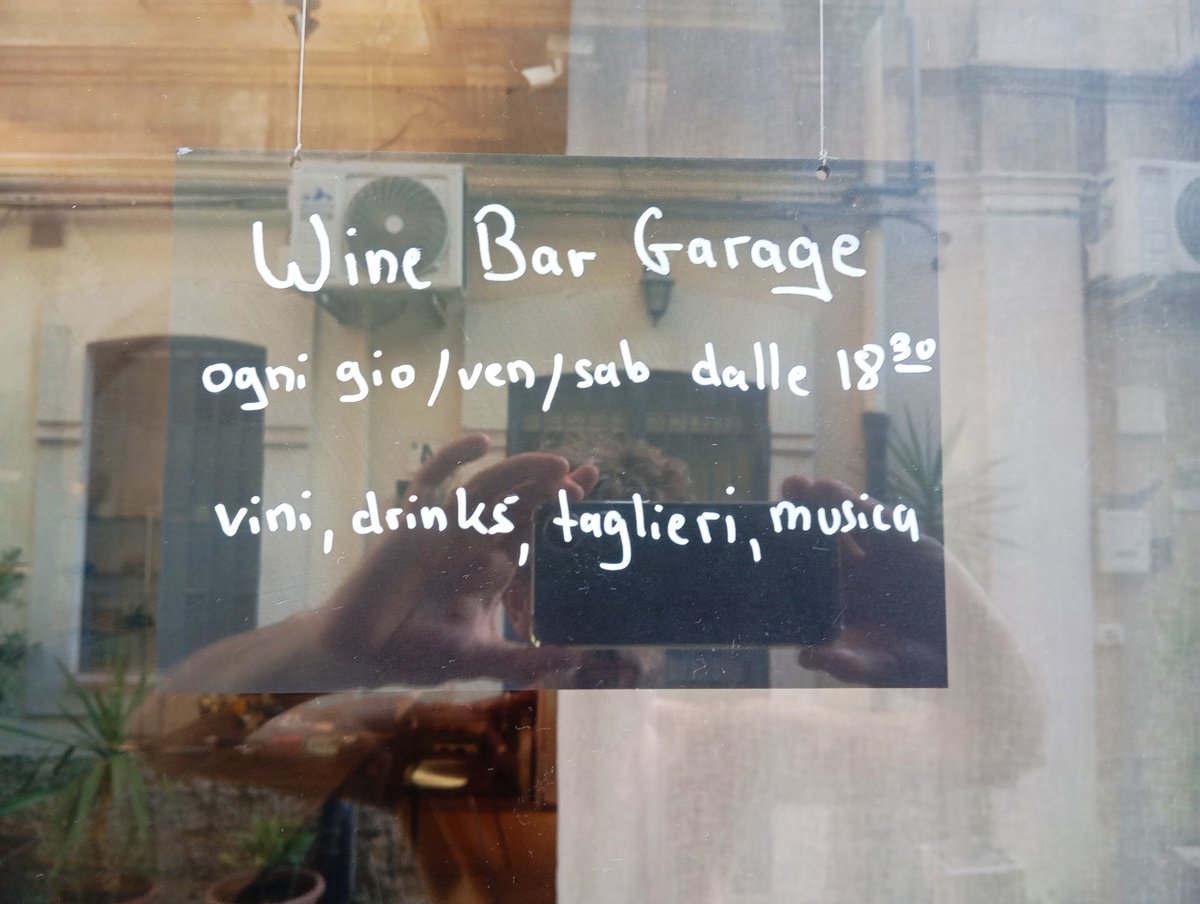 Wine Bar Garage
ogni gio/ven/sab dalle 18³⁰
vini, drinks, taglieri, musica